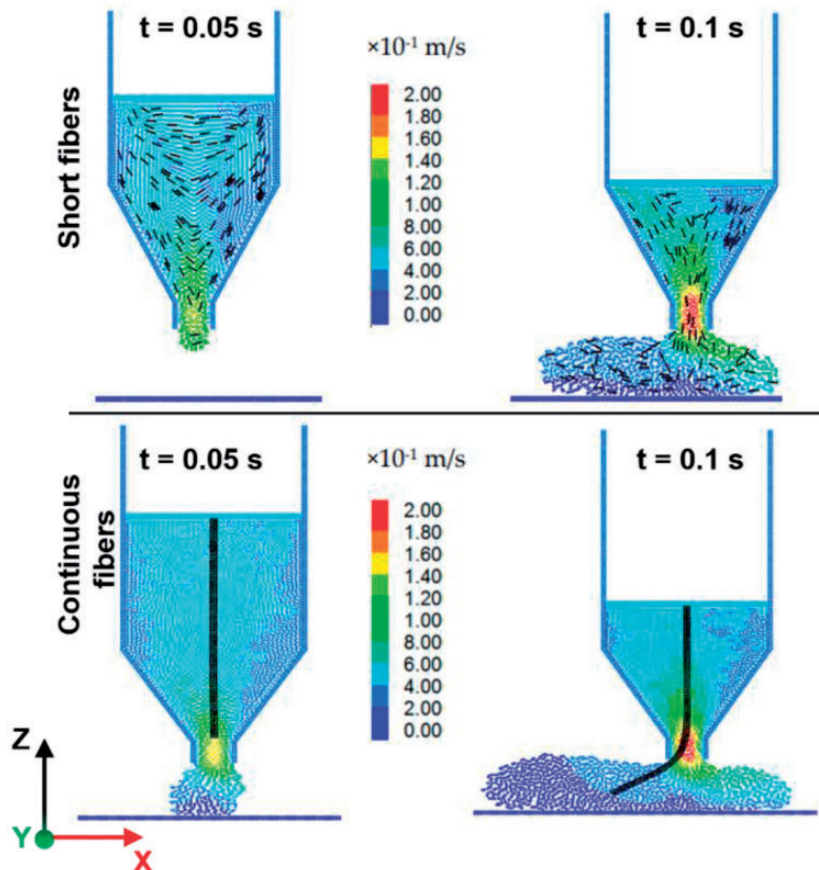 t = 0.05 s
t = 0.1 s
×10⁻¹ m/s
Short fibers
2.00
1.80
1.60
1.40
1.20
1.00
8.00
6.00
4.00
2.00
0.00
t = 0.05 s
t = 0.1 s
×10⁻¹ m/s
Continuous
fibers
2.00
1.80
1.60
1.40
1.20
1.00
8.00
6.00
4.00
2.00
0.00
Z
Y
X